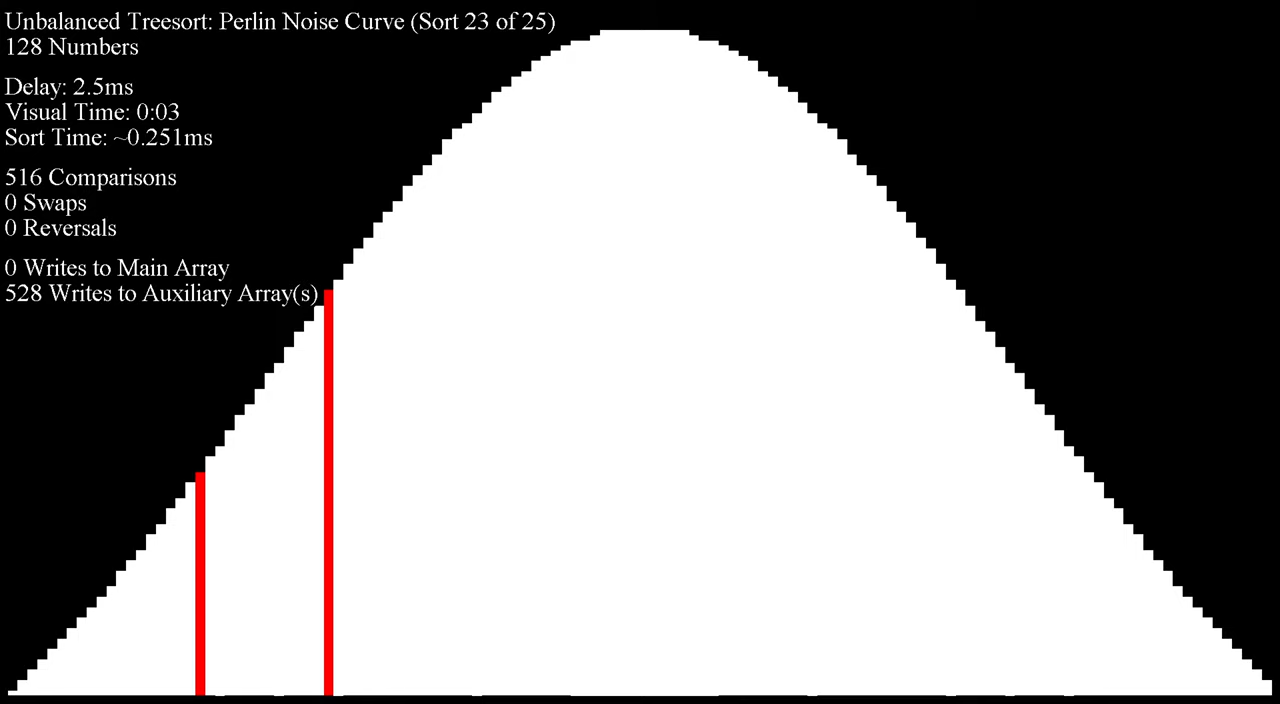 Unbalanced Treesort: Perlin Noise Curve (Sort 23 of 25)
128 Numbers
Delay: 2.5ms
Visual Time: 0:03
Sort Time: ~0.251ms
516 Comparisons
0 Swaps
0 Reversals
0 Writes to Main Array
528 Writes to Auxiliary Array(s)